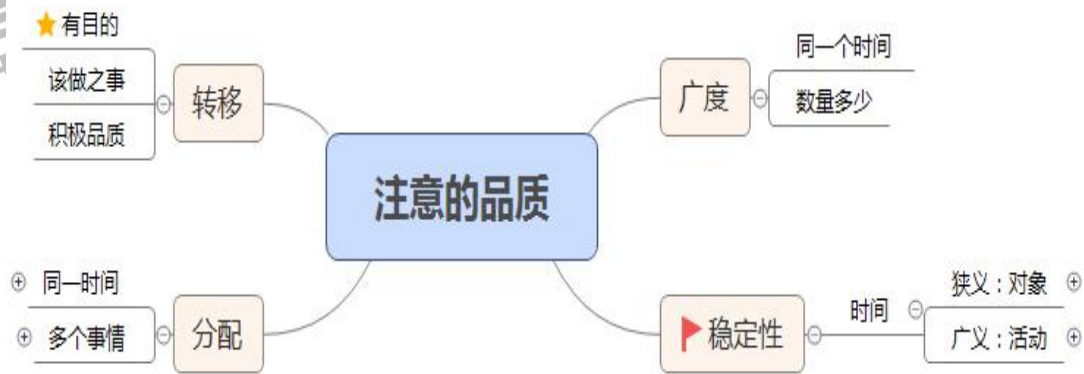 注意的品质
广度
同一个时间
数量多少
稳定性
时间
狭义：对象
广义：活动
转移
有目的
该做之事
积极品质
分配
同一时间
多个事情